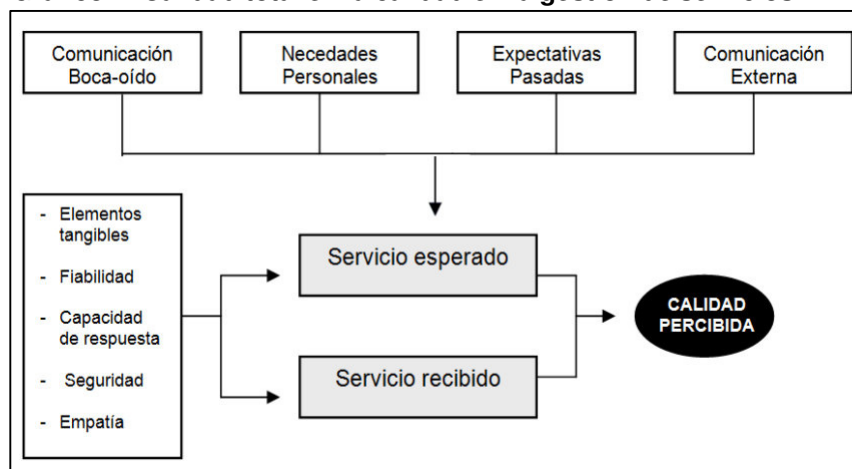 Comunicación
Boca-oído
Necedades
Personales
Expectativas
Pasadas
Comunicación
Externa
- Elementos
tangibles
- Fiabilidad
- Capacidad
de respuesta
- Seguridad
- Empatía
Servicio esperado
Servicio recibido
CALIDAD
PERCIBIDA